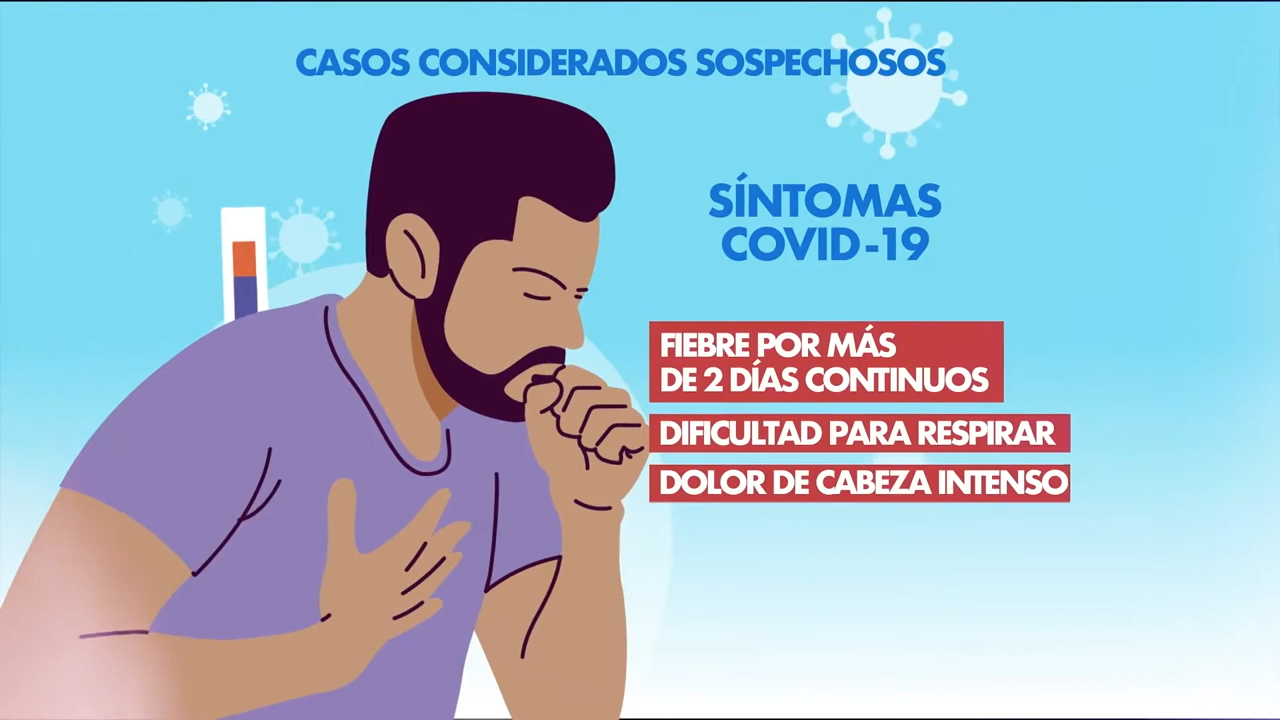 CASOS CONSIDERADOS SOSPECHOSOS
SÍNTOMAS
COVID-19
FIEBRE POR MÁS
DE 2 DÍAS CONTINUOS
DIFICULTAD PARA RESPIRAR
DOLOR DE CABEZA INTENSO